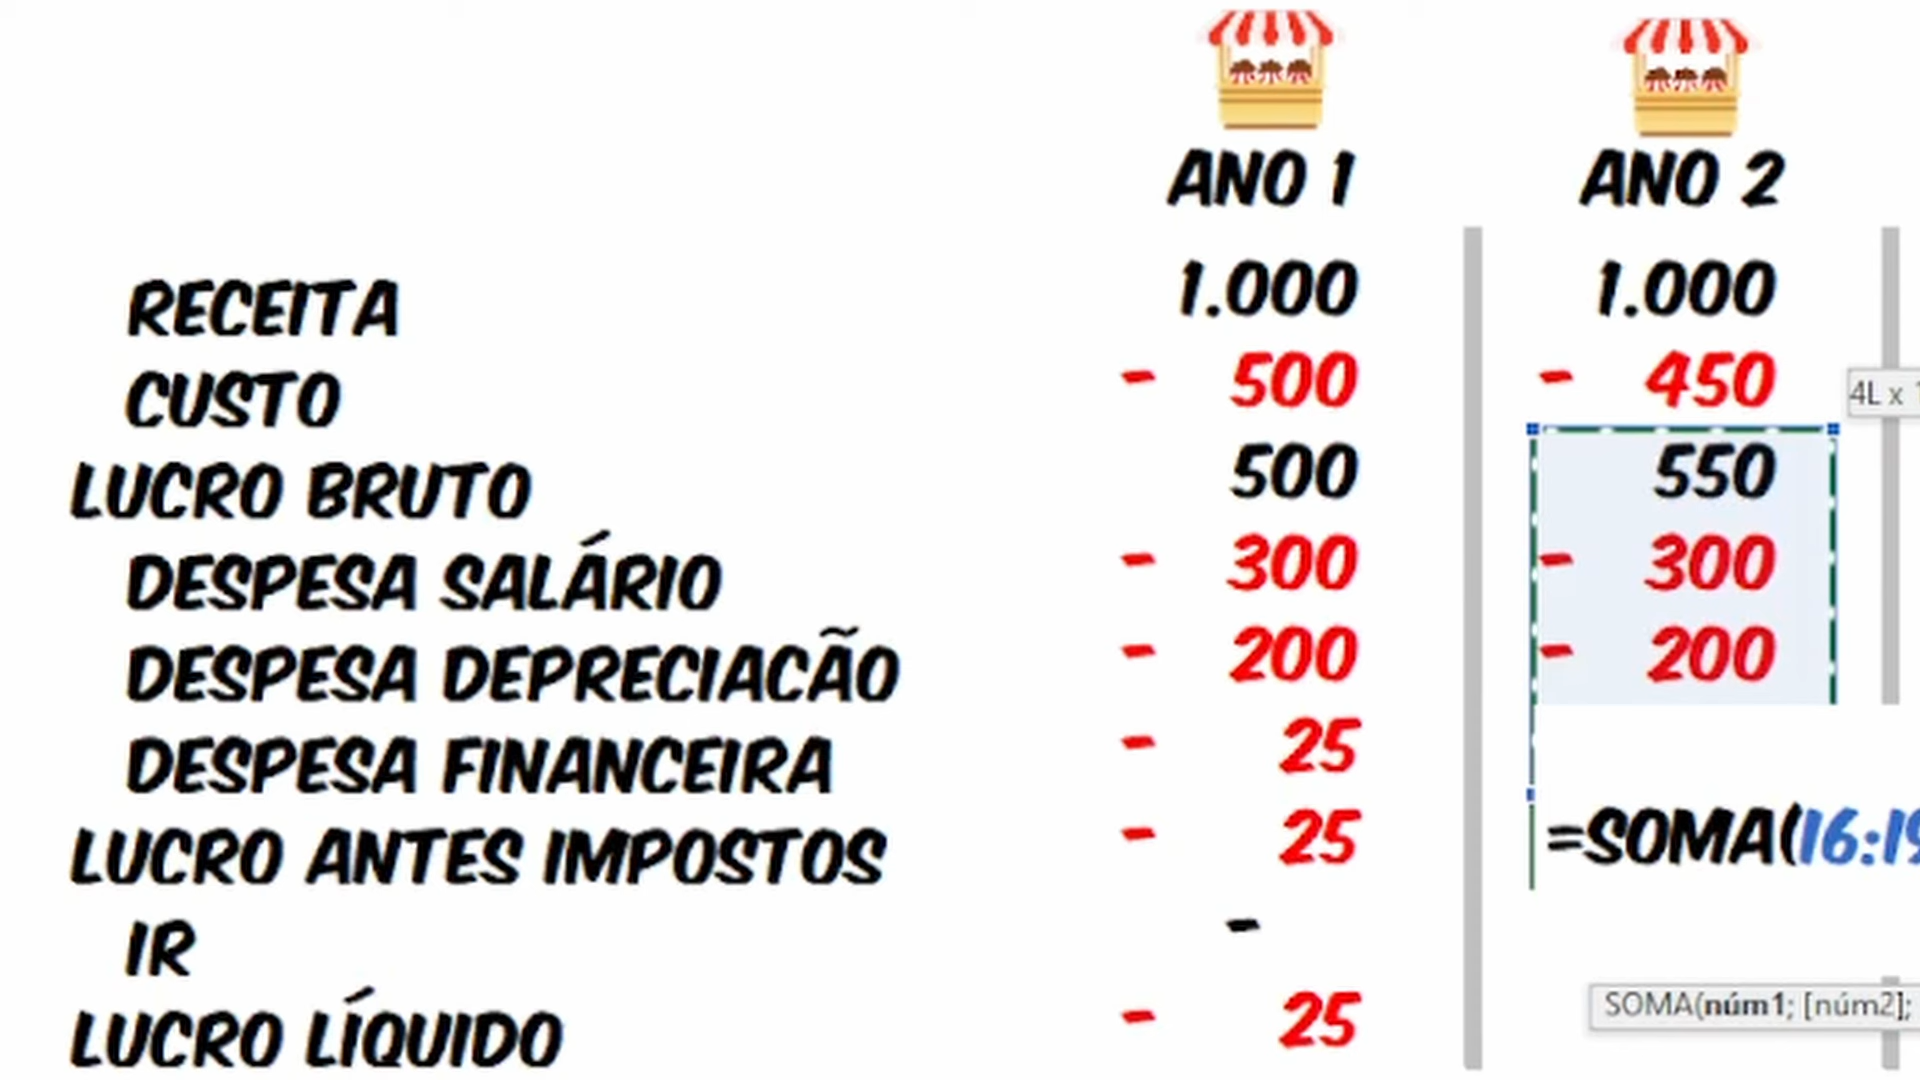 ANO 1 ANO 2
RECEITA 1.000 1.000
CUSTO - 500 - 450
4L x 1
LUCRO BRUTO 500 550
DESPESA SALÁRIO - 300 - 300
DESPESA DEPRECIACÃO - 200 - 200
DESPESA FINANCEIRA - 25
LUCRO ANTES IMPOSTOS - 25 =SOMA(I6:I9
IR -
LUCRO LÍQUIDO - 25
SOMA(núm1; [núm2];